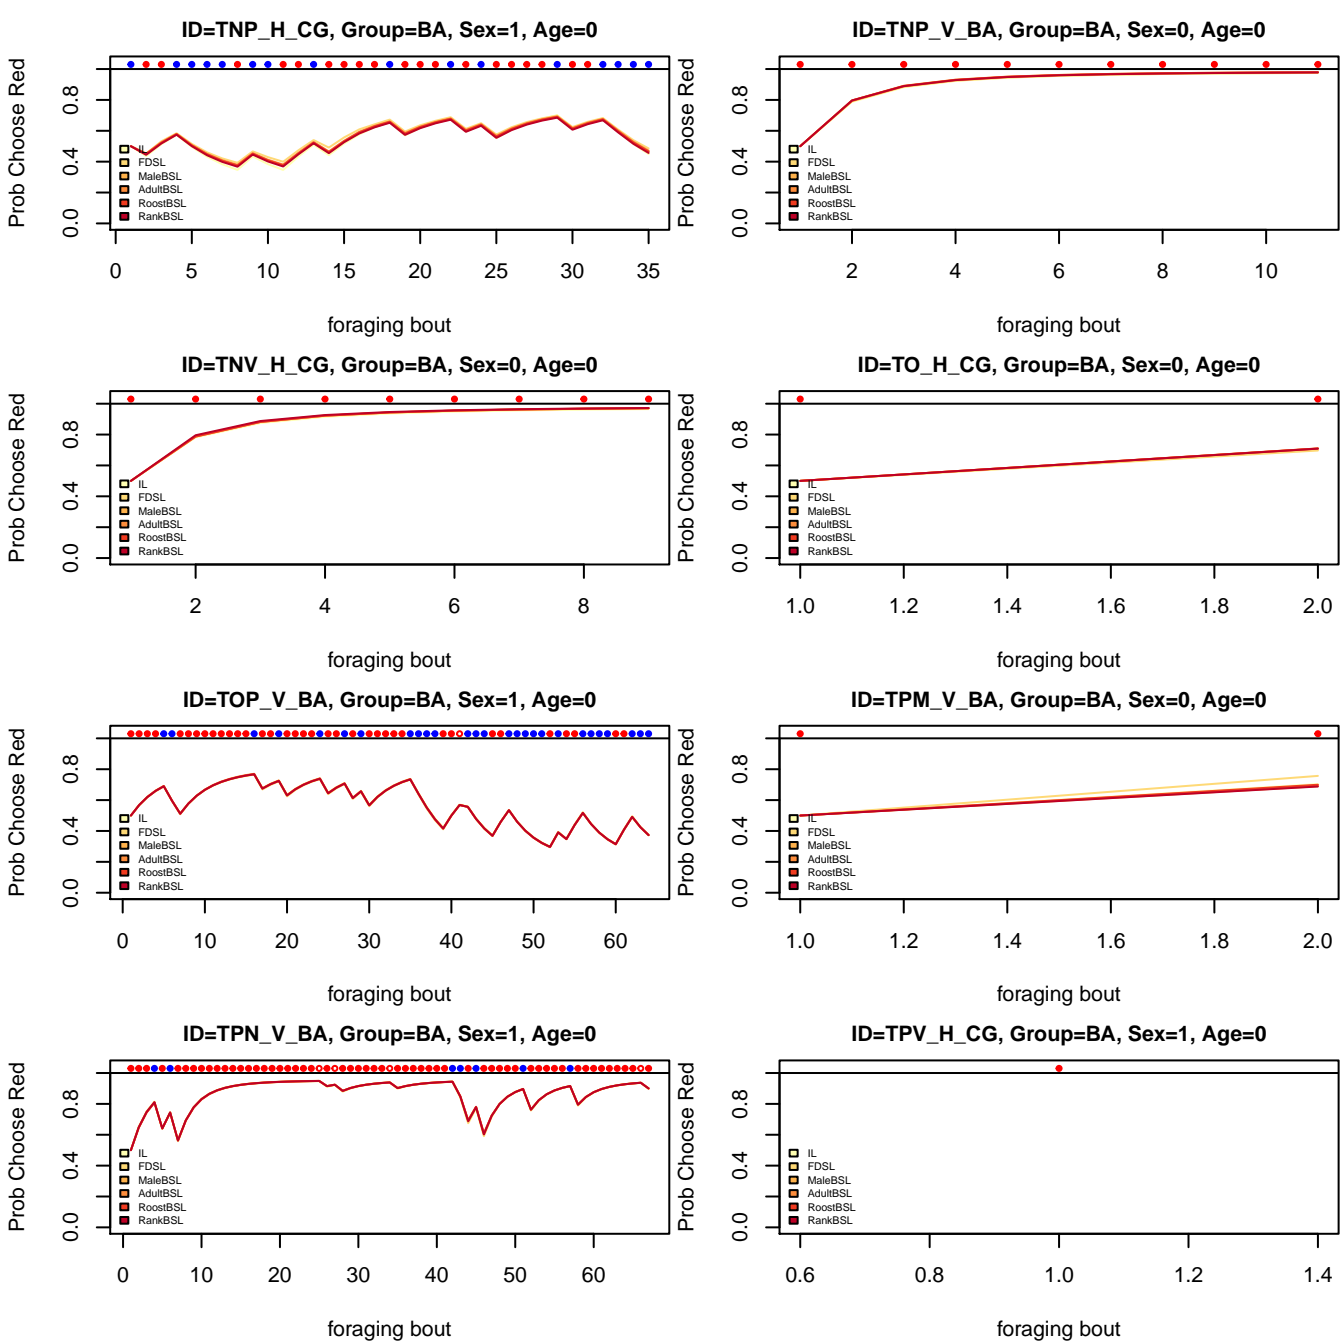 ID=TNP_H_CG, Group=BA, Sex=1, Age=0
Prob Choose Red
0.0 0.4 0.8
IL
FDSL
MaleBSL
AdultBSL
RoostBSL
RankBSL
0 5 10 15 20 25 30 35
foraging bout
ID=TNP_V_BA, Group=BA, Sex=0, Age=0
Prob Choose Red
0.0 0.4 0.8
IL
FDSL
MaleBSL
AdultBSL
RoostBSL
RankBSL
2 4 6 8 10
foraging bout
ID=TNV_H_CG, Group=BA, Sex=0, Age=0
Prob Choose Red
0.0 0.4 0.8
IL
FDSL
MaleBSL
AdultBSL
RoostBSL
RankBSL
2 4 6 8
foraging bout
ID=TO_H_CG, Group=BA, Sex=0, Age=0
Prob Choose Red
0.0 0.4 0.8
IL
FDSL
MaleBSL
AdultBSL
RoostBSL
RankBSL
1.0 1.2 1.4 1.6 1.8 2.0
foraging bout
ID=TOP_V_BA, Group=BA, Sex=1, Age=0
Prob Choose Red
0.0 0.4 0.8
IL
FDSL
MaleBSL
AdultBSL
RoostBSL
RankBSL
0 10 20 30 40 50 60
foraging bout
ID=TPM_V_BA, Group=BA, Sex=0, Age=0
Prob Choose Red
0.0 0.4 0.8
IL
FDSL
MaleBSL
AdultBSL
RoostBSL
RankBSL
1.0 1.2 1.4 1.6 1.8 2.0
foraging bout
ID=TPN_V_BA, Group=BA, Sex=1, Age=0
Prob Choose Red
0.0 0.4 0.8
IL
FDSL
MaleBSL
AdultBSL
RoostBSL
RankBSL
0 10 20 30 40 50 60
foraging bout
ID=TPV_H_CG, Group=BA, Sex=1, Age=0
Prob Choose Red
0.0 0.4 0.8
IL
FDSL
MaleBSL
AdultBSL
RoostBSL
RankBSL
0.6 0.8 1.0 1.2 1.4
foraging bout